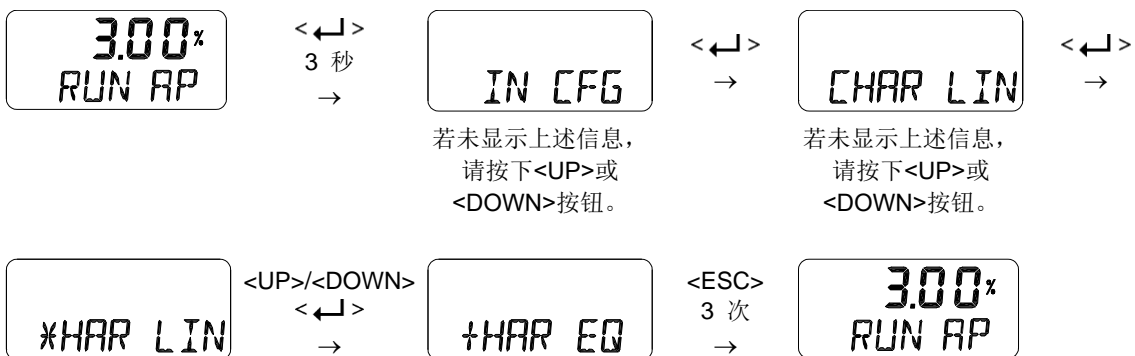 3.00%
RUN AP
<↵>
3 秒
→
IN CFG
若未显示上述信息，
请按下<UP>或
<DOWN>按钮。
<↵>
→
CHAR LIN
若未显示上述信息，
请按下<UP>或
<DOWN>按钮。
<↵>
→
*HAR LIN
<UP>/<DOWN>
<↵>
→
+HAR EQ
<ESC>
3 次
→
3.00%
RUN AP